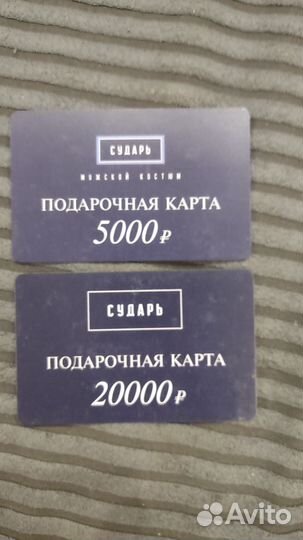 СУДАРЬ
МУЖСКОЙ КОСТЮМ
ПОДАРОЧНАЯ КАРТА
5000 ₽
СУДАРЬ
ПОДАРОЧНАЯ КАРТА
20000 ₽
Avito